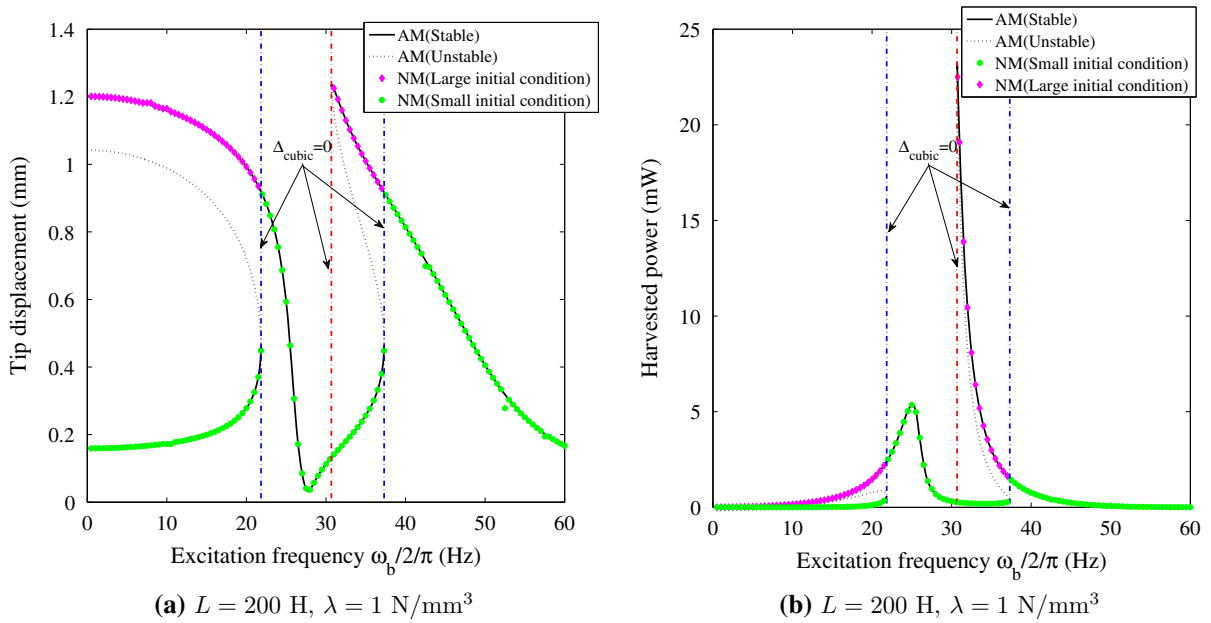 1.4
1.2
1
0.8
0.6
0.4
0.2
0
0
10
20
30
40
50
60
Tip displacement (mm)
Excitation frequency ω_b/2/π (Hz)
AM(Stable)
AM(Unstable)
NM(Large initial condition)
NM(Small initial condition)
Δ_cubic=0
(a) L = 200 H, λ = 1 N/mm³
25
20
15
10
5
0
0
10
20
30
40
50
60
Harvested power (mW)
Excitation frequency ω_b/2/π (Hz)
AM(Stable)
AM(Unstable)
NM(Small initial condition)
NM(Large initial condition)
Δ_cubic=0
(b) L = 200 H, λ = 1 N/mm³